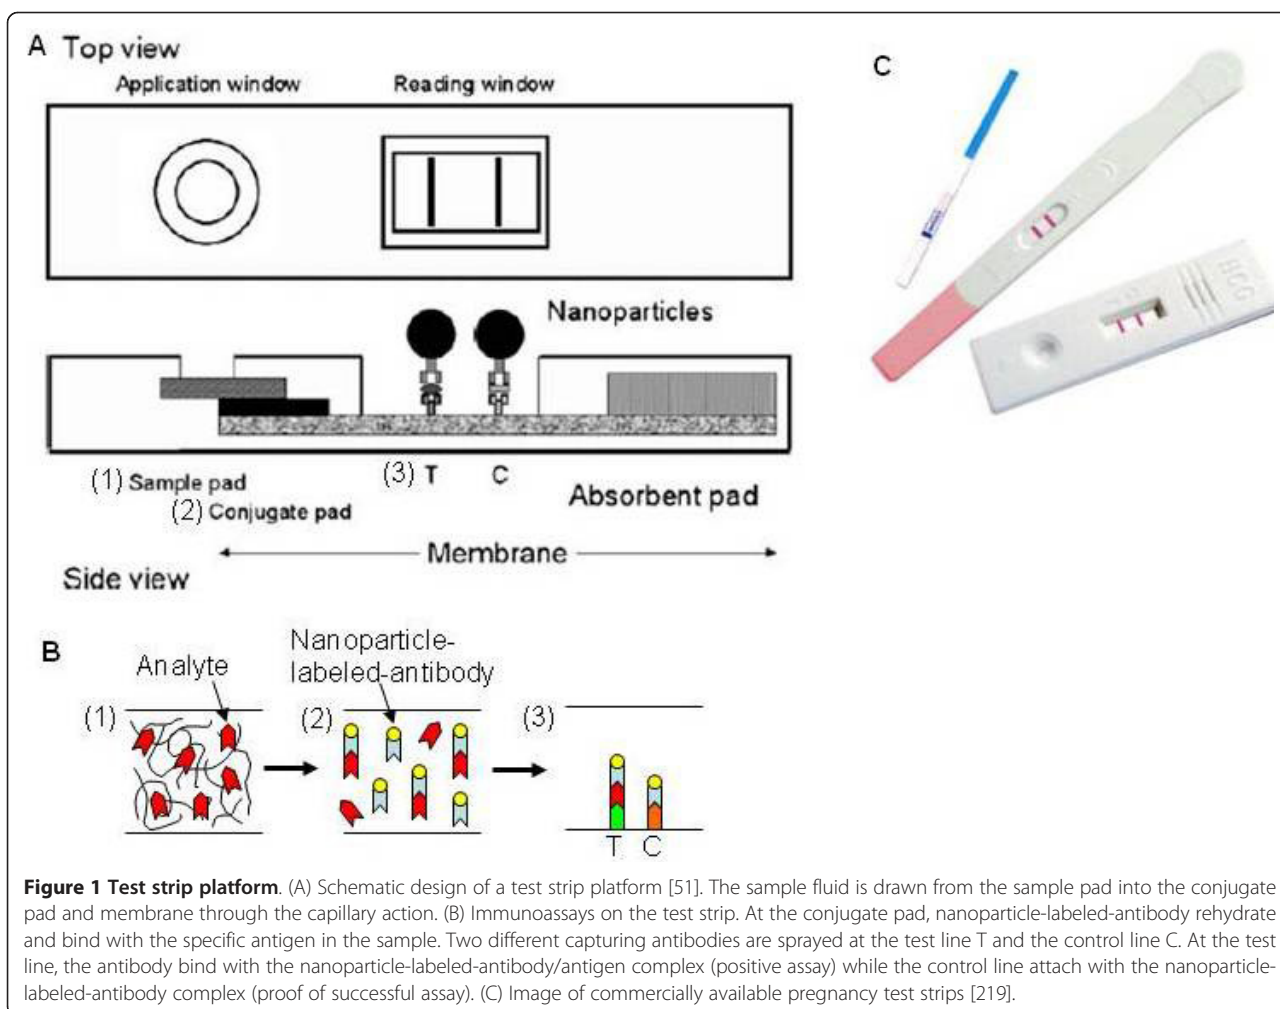 A Top view
Application window
Reading window
C
HCG
Nanoparticles
(1) Sample pad
(2) Conjugate pad
(3) T C
Absorbent pad
Membrane
Side view
B
Analyte
Nanoparticle-
labeled-antibody
(1)
(2)
(3)
T C
Figure 1 Test strip platform. (A) Schematic design of a test strip platform [51]. The sample fluid is drawn from the sample pad into the conjugate
pad and membrane through the capillary action. (B) Immunoassays on the test strip. At the conjugate pad, nanoparticle-labeled-antibody rehydrate
and bind with the specific antigen in the sample. Two different capturing antibodies are sprayed at the test line T and the control line C. At the test
line, the antibody bind with the nanoparticle-labeled-antibody/antigen complex (positive assay) while the control line attach with the nanoparticle-
labeled-antibody complex (proof of successful assay). (C) Image of commercially available pregnancy test strips [219].